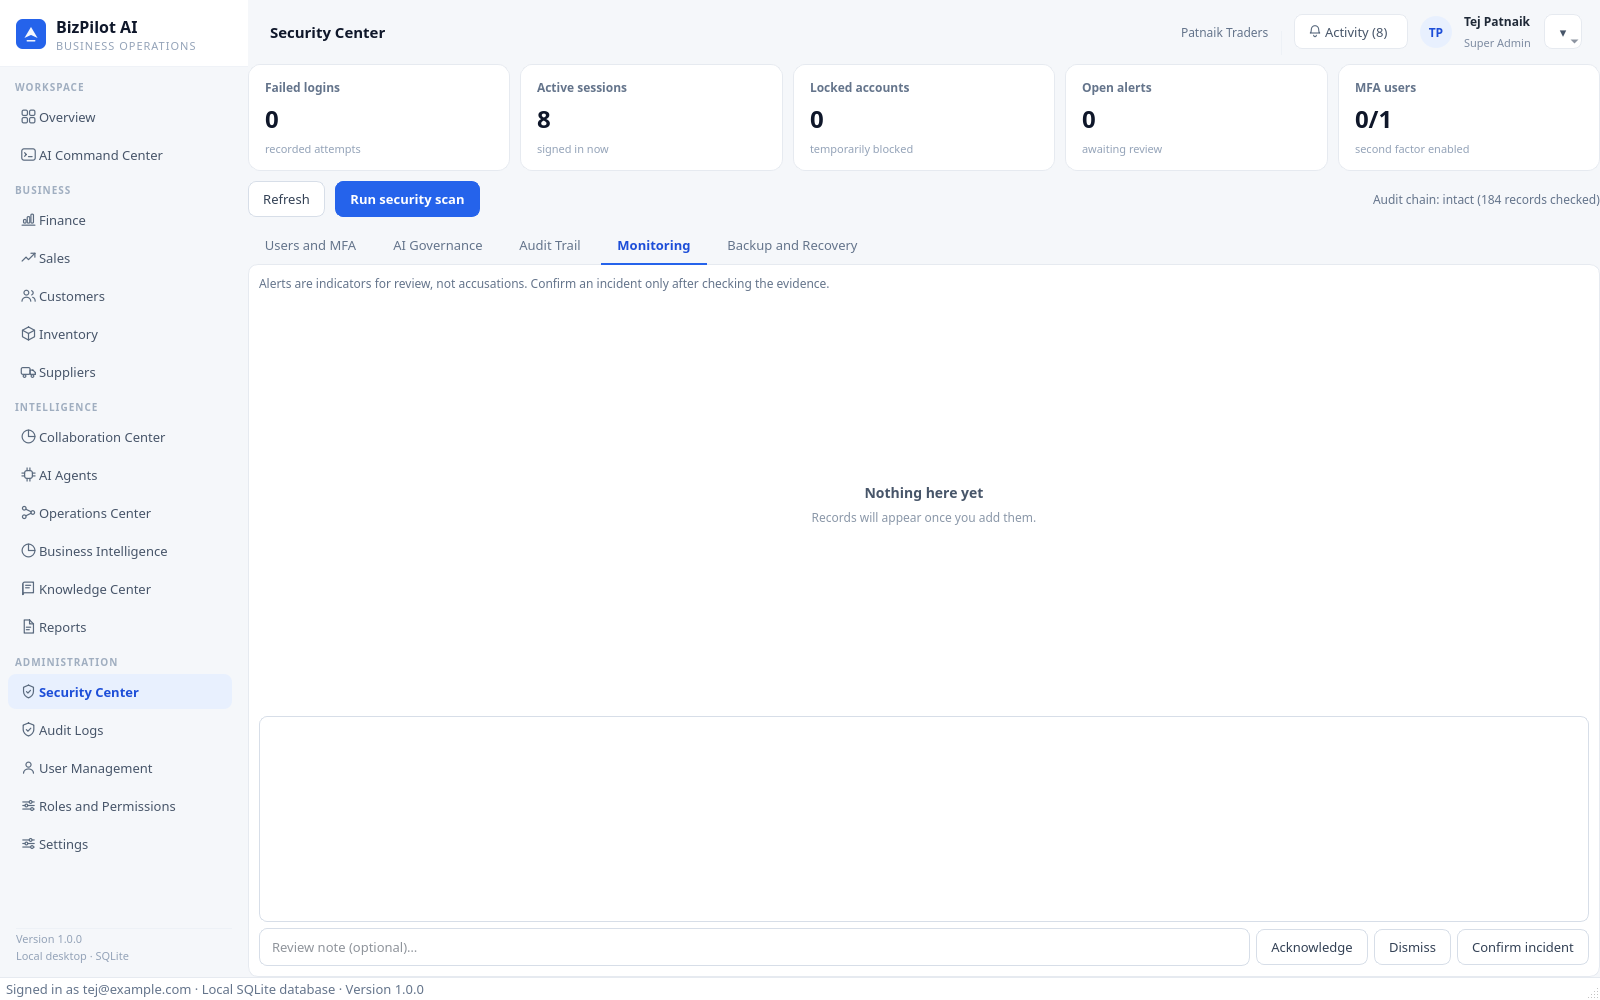 BizPilot AI
BUSINESS OPERATIONS
Security Center
Patnaik Traders
Activity (8)
TP
Tej Patnaik
Super Admin
WORKSPACE
Overview
AI Command Center
BUSINESS
Finance
Sales
Customers
Inventory
Suppliers
INTELLIGENCE
Collaboration Center
AI Agents
Operations Center
Business Intelligence
Knowledge Center
Reports
ADMINISTRATION
Security Center
Audit Logs
User Management
Roles and Permissions
Settings
Version 1.0.0
Local desktop · SQLite
Failed logins
0
recorded attempts
Active sessions
8
signed in now
Locked accounts
0
temporarily blocked
Open alerts
0
awaiting review
MFA users
0/1
second factor enabled
Refresh
Run security scan
Audit chain: intact (184 records checked)
Users and MFA
AI Governance
Audit Trail
Monitoring
Backup and Recovery
Alerts are indicators for review, not accusations. Confirm an incident only after checking the evidence.
Nothing here yet
Records will appear once you add them.
Review note (optional)...
Acknowledge
Dismiss
Confirm incident
Signed in as tej@example.com · Local SQLite database · Version 1.0.0